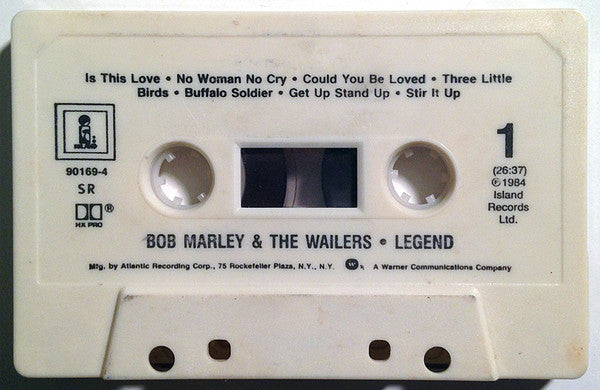 Is This Love • No Woman No Cry • Could You Be Loved • Three Little
Birds • Buffalo Soldier • Get Up Stand Up • Stir It Up
ISLAND
90169-4
SR
®
HX PRO
1
(26:37)
℗ 1984
Island
Records
Ltd.
BOB MARLEY & THE WAILERS • LEGEND
Mfg. by Atlantic Recording Corp., 75 Rockefeller Plaza, N.Y., N.Y. W A Warner Communications Company